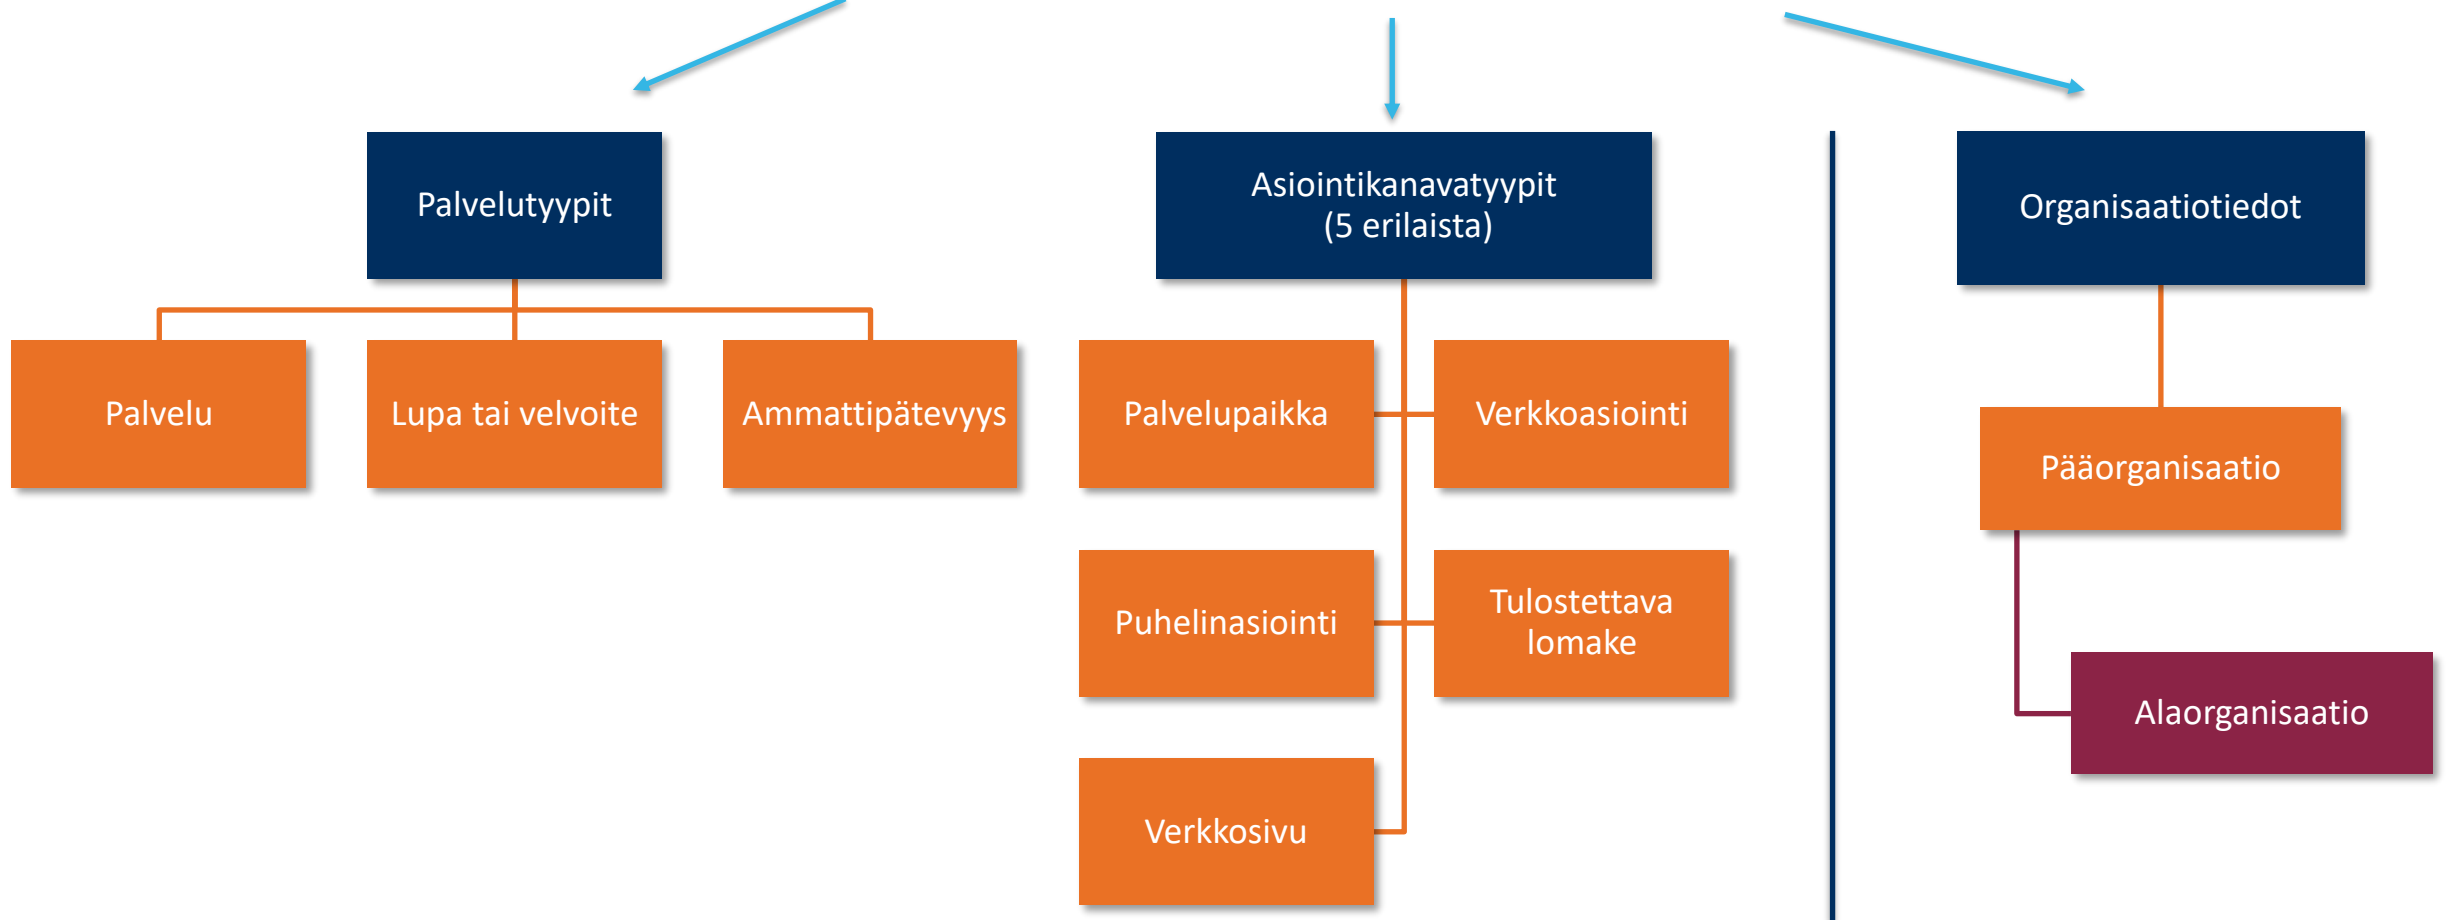 Palvelutyypit
Asiointikanavatyypit
(5 erilaista)
Organisaatiotiedot
Palvelu
Lupa tai velvoite
Ammattipätevyys
Palvelupaikka
Verkkoasiointi
Pääorganisaatio
Puhelinasiointi
Tulostettava
lomake
Alaorganisaatio
Verkkosivu